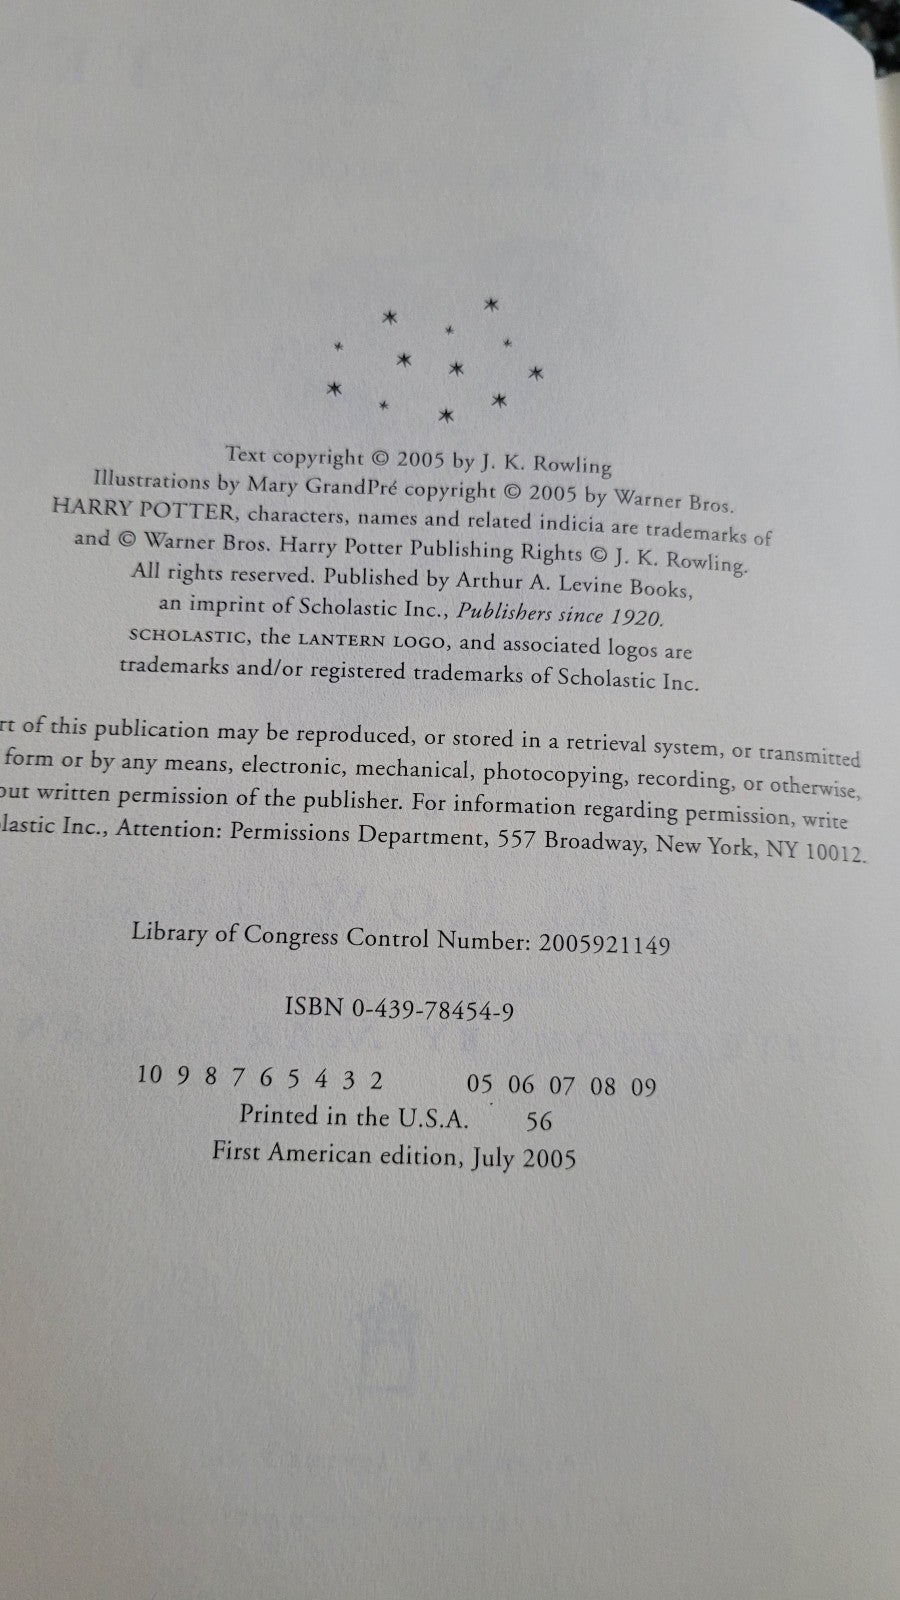 Text copyright © 2005 by J. K. Rowling
Illustrations by Mary GrandPré copyright © 2005 by Warner Bros.
HARRY POTTER, characters, names and related indicia are trademarks of
and © Warner Bros. Harry Potter Publishing Rights © J. K. Rowling.
All rights reserved. Published by Arthur A. Levine Books,
an imprint of Scholastic Inc., Publishers since 1920.
SCHOLASTIC, the LANTERN LOGO, and associated logos are
trademarks and/or registered trademarks of Scholastic Inc.
rt of this publication may be reproduced, or stored in a retrieval system, or transmitted
form or by any means, electronic, mechanical, photocopying, recording, or otherwise,
out written permission of the publisher. For information regarding permission, write
lastic Inc., Attention: Permissions Department, 557 Broadway, New York, NY 10012.
Library of Congress Control Number: 2005921149
ISBN 0-439-78454-9
10 9 8 7 6 5 4 3 2 05 06 07 08 09
Printed in the U.S.A. 56
First American edition, July 2005